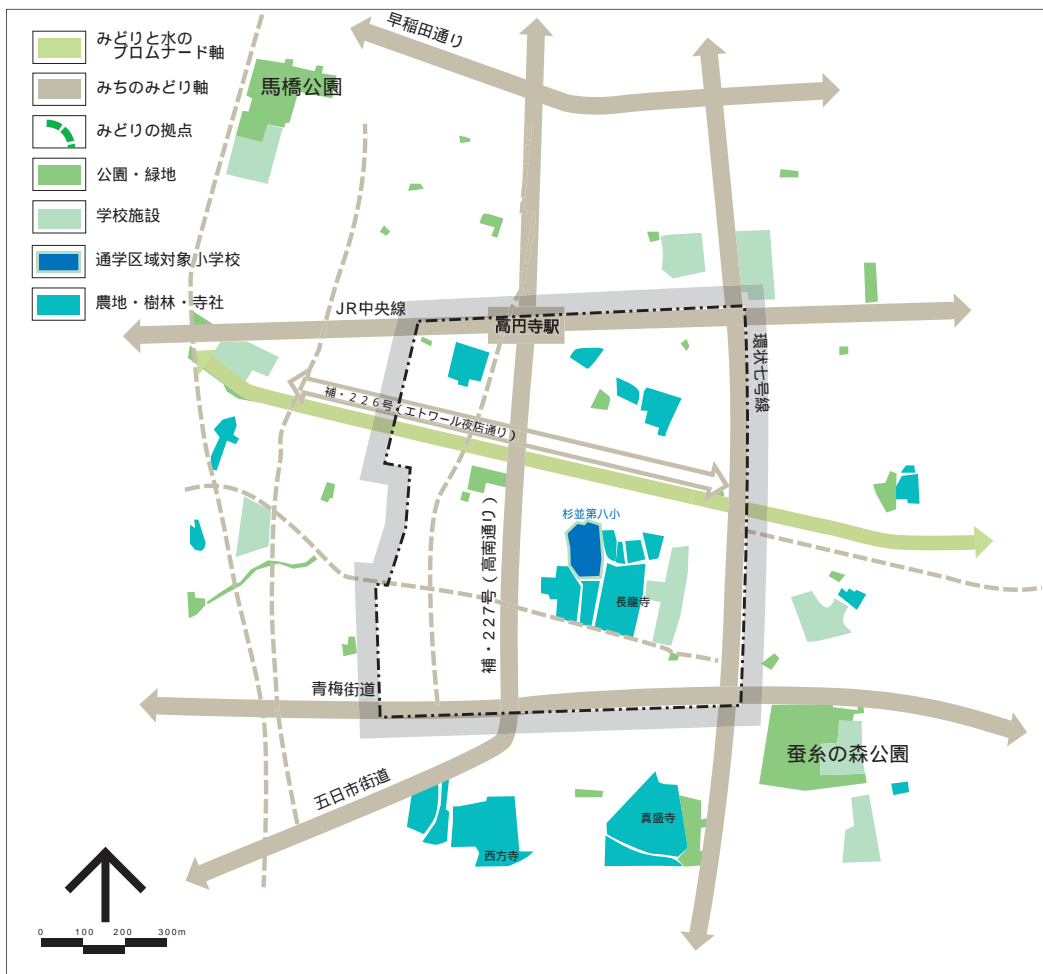 早稲田通り
みどりと水の
プロムナード軸
みちのみどり軸
みどりの拠点
公園・緑地
学校施設
通学区域対象小学校
農地・樹林・寺社
馬橋公園
JR中央線
高円寺駅
環状七号線
補・226号(エトワール夜店通り)
杉並第八小
補・227号(高南通り)
長龍寺
青梅街道
蚕糸の森公園
五日市街道
真盛寺
西方寺
0 100 200 300m